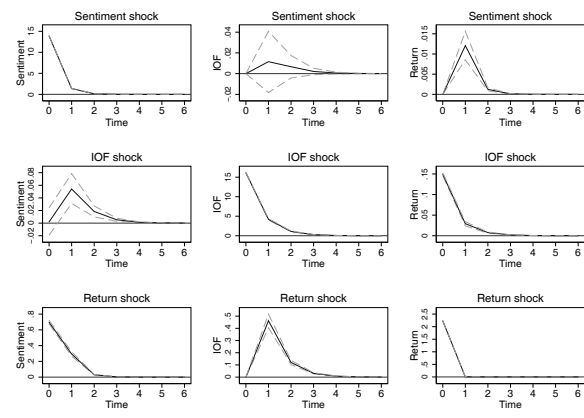 Sentiment shock
Sentiment
15
10
5
0
0 1 2 3 4 5 6
Time
Sentiment shock
IOF
.04
.02
0
-.02
0 1 2 3 4 5 6
Time
Sentiment shock
Return
.015
.01
.005
0
0 1 2 3 4 5 6
Time
IOF shock
Sentiment
.08
.06
.04
.02
0
-.02
0 1 2 3 4 5 6
Time
IOF shock
IOF
15
10
5
0
0 1 2 3 4 5 6
Time
IOF shock
Return
.15
.1
.05
0
0 1 2 3 4 5 6
Time
Return shock
Sentiment
.8
.6
.4
.2
0
0 1 2 3 4 5 6
Time
Return shock
IOF
.5
.4
.3
.2
.1
0
0 1 2 3 4 5 6
Time
Return shock
Return
2.5
2
1.5
1
.5
0
0 1 2 3 4 5 6
Time